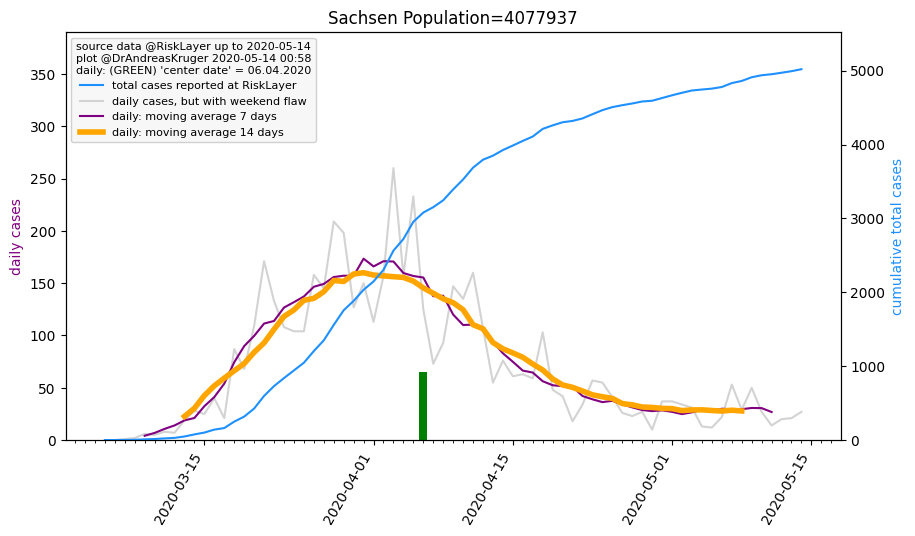 Sachsen Population=4077937
source data @RiskLayer up to 2020-05-14
plot @DrAndreasKruger 2020-05-14 00:58
daily: (GREEN) 'center date' = 06.04.2020
total cases reported at RiskLayer
daily cases, but with weekend flaw
daily: moving average 7 days
daily: moving average 14 days
daily cases
350
300
250
200
150
100
50
0
5000
4000
3000
2000
1000
0
cumulative total cases
2020-03-15
2020-04-01
2020-04-15
2020-05-01
2020-05-15